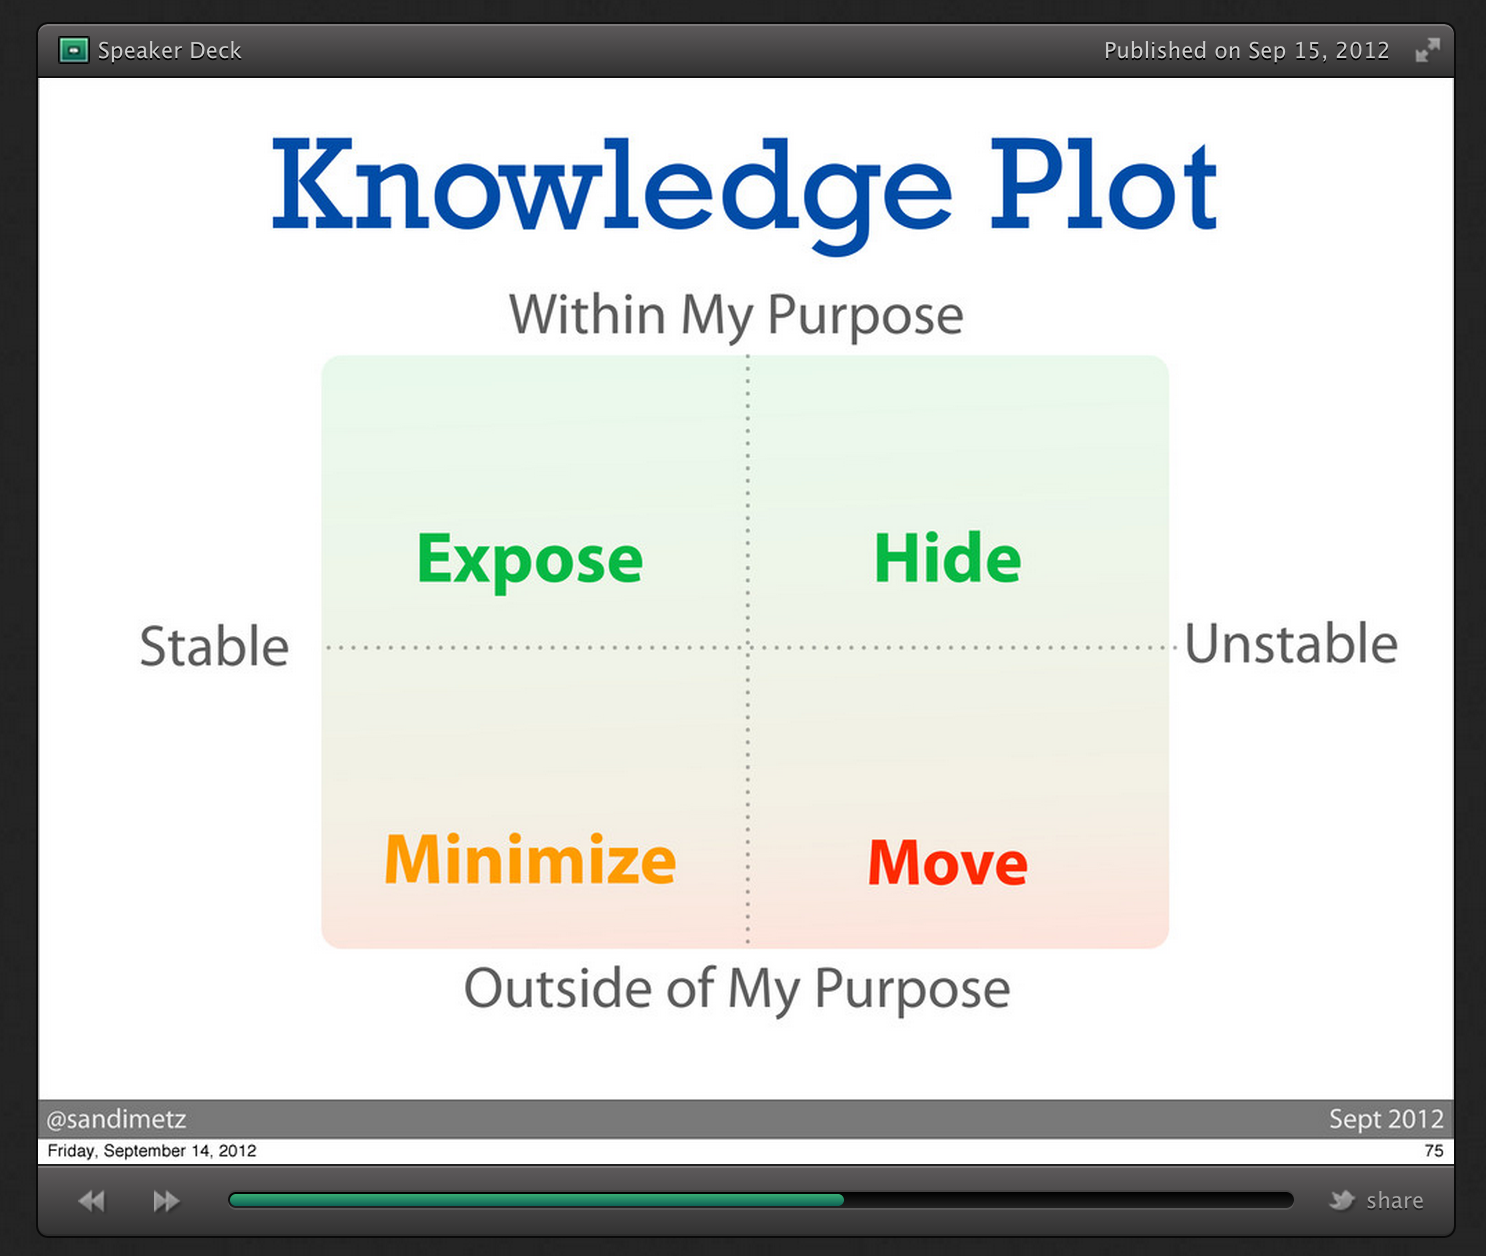 Speaker Deck
Published on Sep 15, 2012
Knowledge Plot
Within My Purpose
Expose
Hide
Stable
Unstable
Minimize
Move
Outside of My Purpose
@sandimetz
Sept 2012
Friday, September 14, 2012
75
share